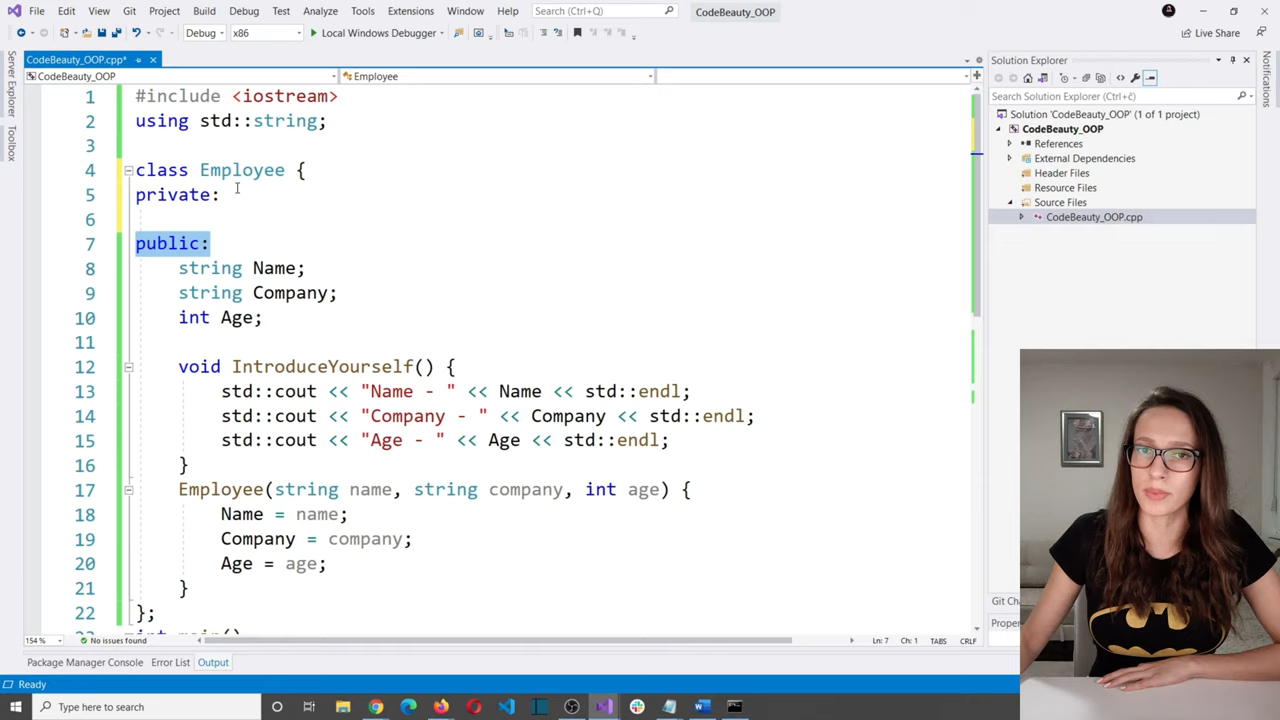 File Edit View Git Project Build Debug Test Analyze Tools Extensions Window Help Search (Ctrl+Q) CodeBeauty_OOP
Debug x86 Local Windows Debugger Live Share
CodeBeauty_OOP.cpp*
CodeBeauty_OOP Employee
Server Explorer
Toolbox
1 #include <iostream>
2 using std::string;
3
4 class Employee {
5 private:
6
7 public:
8 string Name;
9 string Company;
10 int Age;
11
12 void IntroduceYourself() {
13 std::cout << "Name - " << Name << std::endl;
14 std::cout << "Company - " << Company << std::endl;
15 std::cout << "Age - " << Age << std::endl;
16 }
17 Employee(string name, string company, int age) {
18 Name = name;
19 Company = company;
20 Age = age;
21 }
22 };
154 % No issues found Ln: 7 Ch: 1 TABS CRLF
Package Manager Console Error List Output
Ready
Solution Explorer
Search Solution Explorer (Ctrl+č)
Solution 'CodeBeauty_OOP' (1 of 1 project)
CodeBeauty_OOP
References
External Dependencies
Header Files
Resource Files
Source Files
CodeBeauty_OOP.cpp
Notifications
Git Ch
Proper
Type here to search